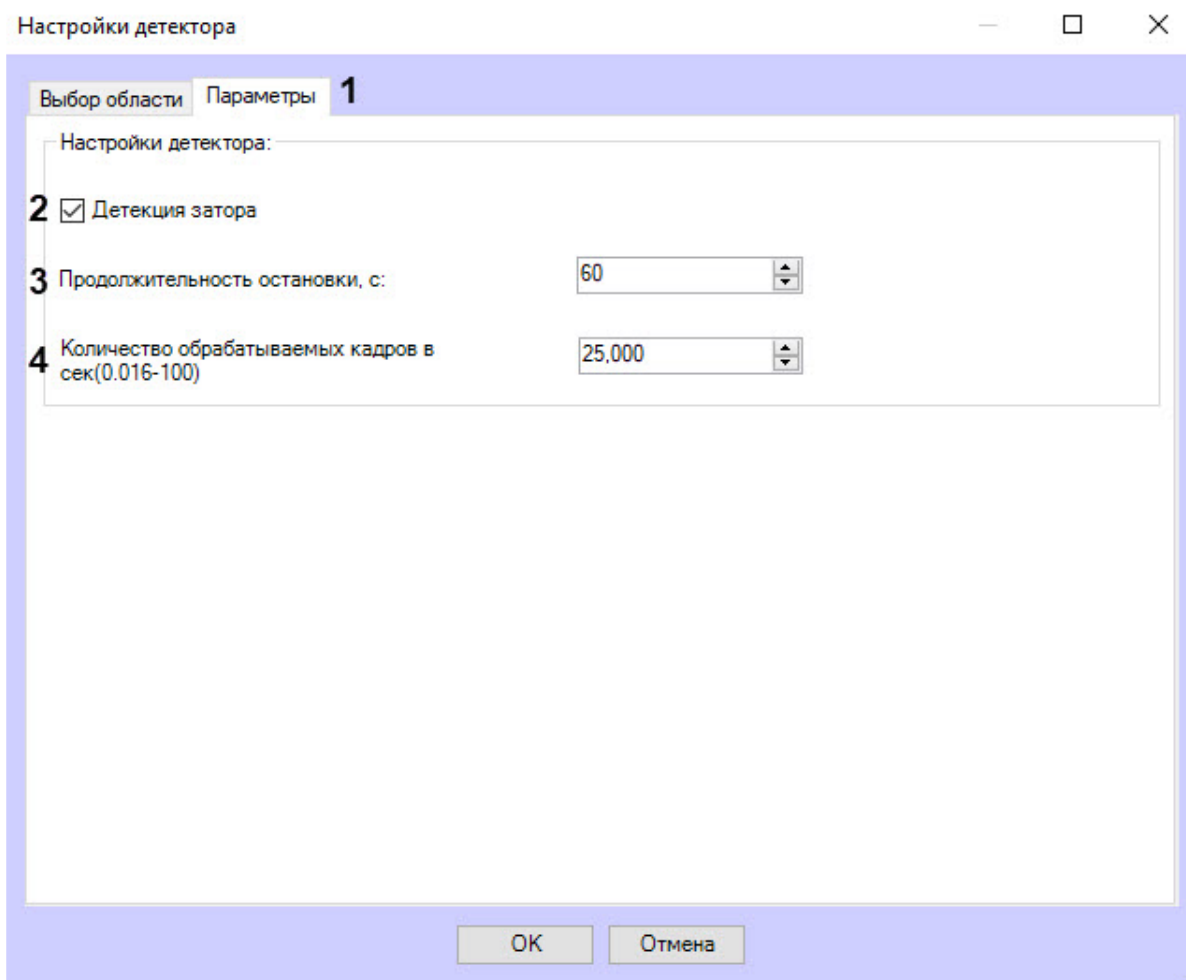 Настройки детектора
Выбор области Параметры 1
Настройки детектора:
2 Детекция затора
3 Продолжительность остановки, с: 60
4 Количество обрабатываемых кадров в сек(0.016-100) 25,000
OK Отмена